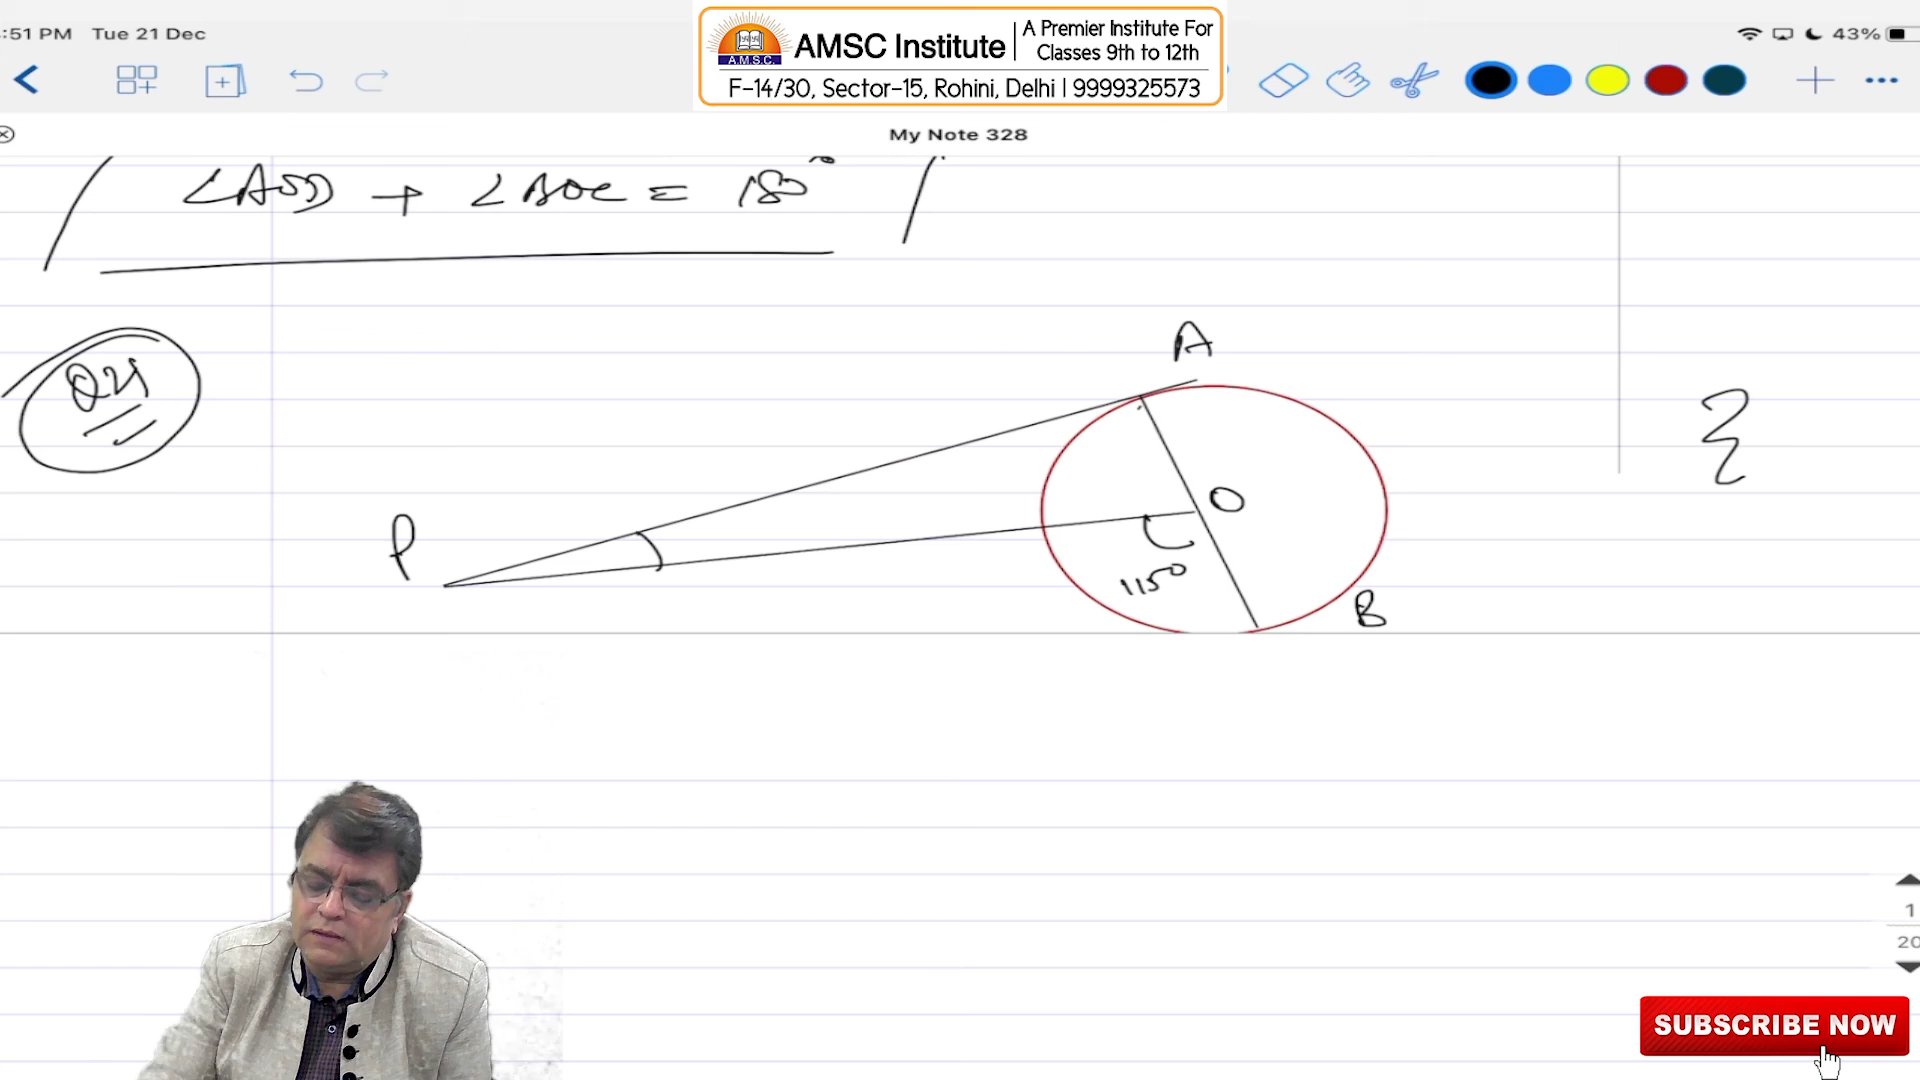 :51 PM Tue 21 Dec
AMSC Institute
A.M.S.C.
A Premier Institute For
Classes 9th to 12th
F-14/30, Sector-15, Rohini, Delhi | 9999325573
43%
My Note 328
∠AOD + ∠BOC = 180°
Q21
A
P
O
115°
B
1
20
SUBSCRIBE NOW